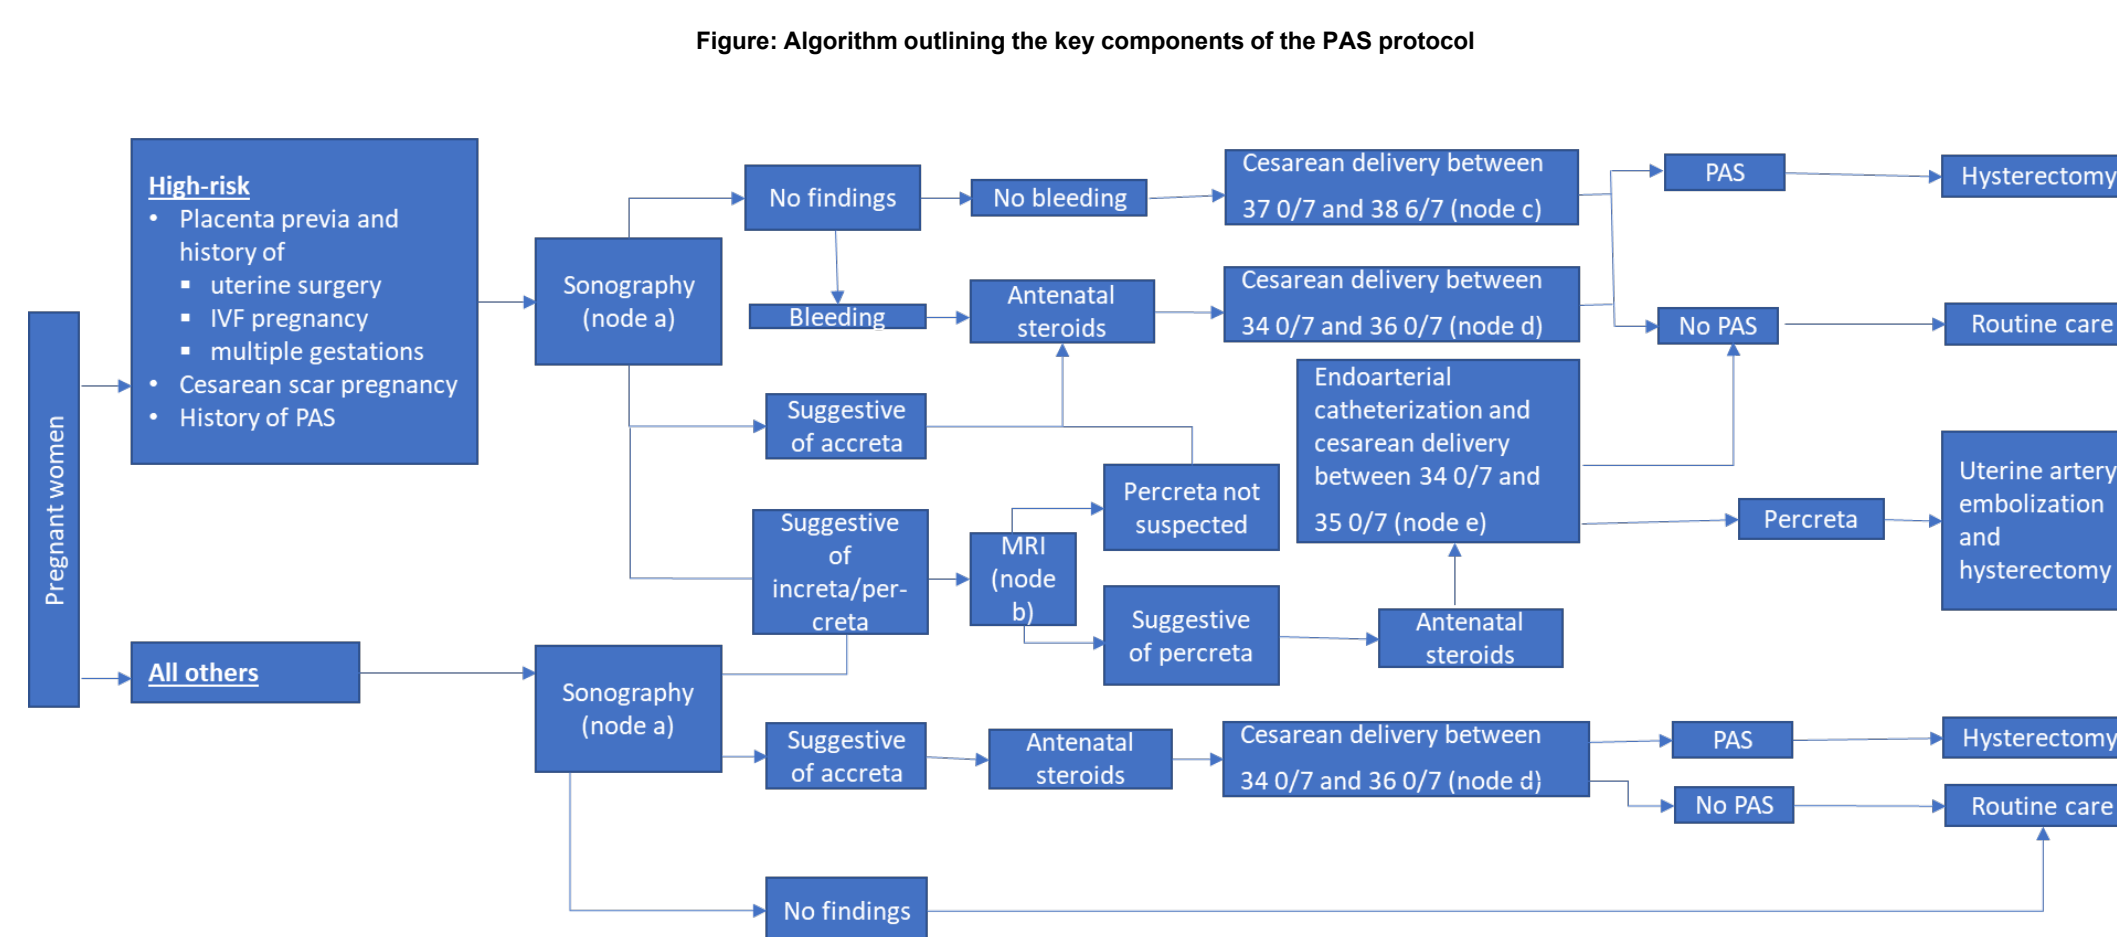 Figure: Algorithm outlining the key components of the PAS protocol
Pregnant women
High-risk
• Placenta previa and
history of
▪ uterine surgery
▪ IVF pregnancy
▪ multiple gestations
• Cesarean scar pregnancy
• History of PAS
All others
Sonography
(node a)
No findings
No bleeding
Cesarean delivery between
37 0/7 and 38 6/7 (node c)
PAS
Hysterectomy
Bleeding
Antenatal
steroids
Cesarean delivery between
34 0/7 and 36 0/7 (node d)
No PAS
Routine care
Suggestive
of accreta
Suggestive
of
increta/per-
creta
MRI
(node
b)
Percreta not
suspected
Suggestive
of percreta
Antenatal
steroids
Endoarterial
catheterization and
cesarean delivery
between 34 0/7 and
35 0/7 (node e)
Percreta
Uterine artery
embolization
and
hysterectomy
Sonography
(node a)
Suggestive
of accreta
Antenatal
steroids
Cesarean delivery between
34 0/7 and 36 0/7 (node d)
PAS
Hysterectomy
No PAS
Routine care
No findings